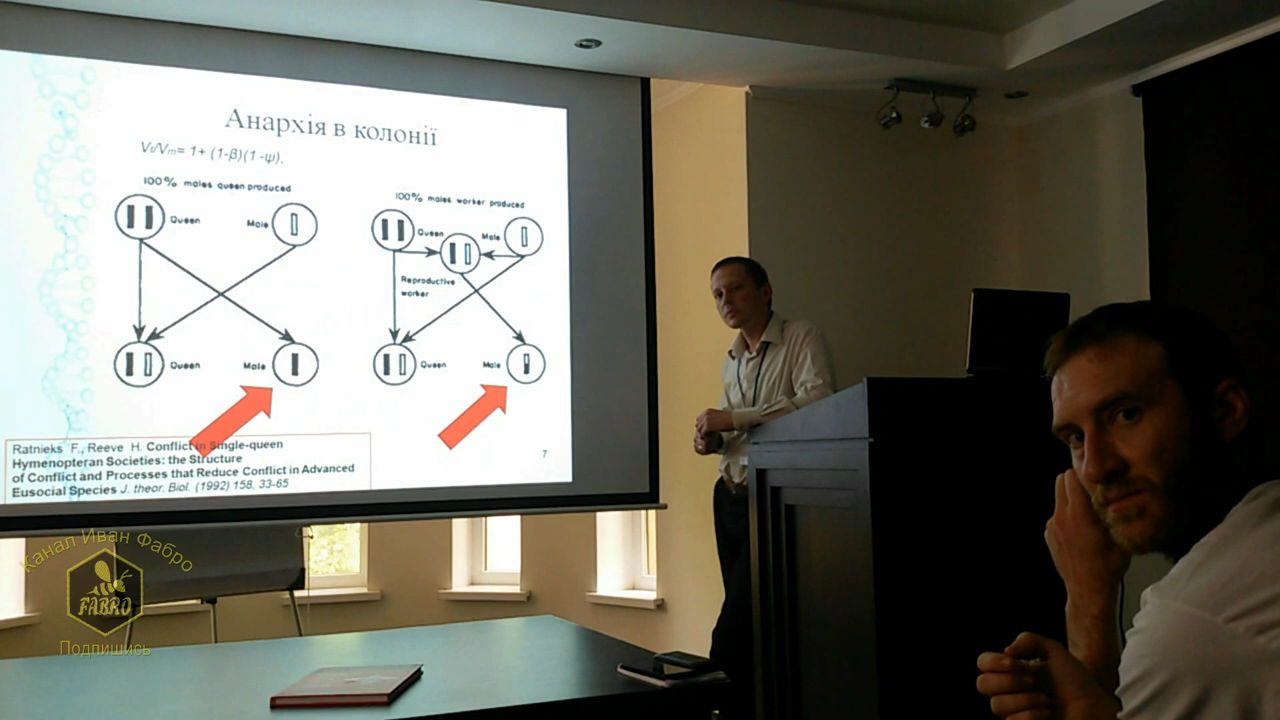 Анархія в колонії
Vf/Vm= 1+ (1-β)(1-ψ),
100% males queen produced
Queen
Male
Queen
Male
100% males worker produced
Queen
Male
Reproductive
worker
Queen
Male
Ratnieks F., Reeve H. Conflict in Single-queen
Hymenopteran Societies: the Structure
of Conflict and Processes that Reduce Conflict in Advanced
Eusocial Species J. theor. Biol. (1992) 158, 33-65
7
Канал Иван Фабро
FABRO
Подпишись